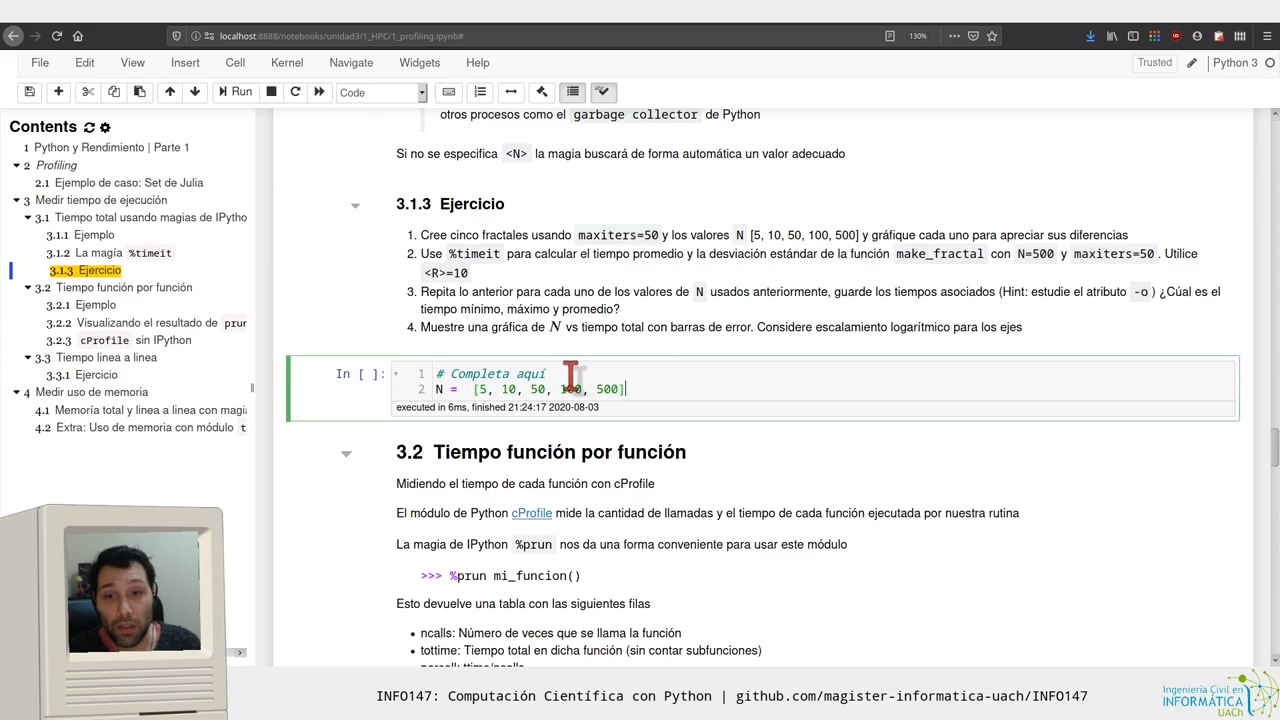 localhost:8888/notebooks/unidad3/1_HPC/1_profiling.ipynb#
130%
File Edit View Insert Cell Kernel Navigate Widgets Help
Trusted
Python 3
Run
Code
Contents
1 Python y Rendimiento | Parte 1
2 Profiling
2.1 Ejemplo de caso: Set de Julia
3 Medir tiempo de ejecución
3.1 Tiempo total usando magias de IPytho
3.1.1 Ejemplo
3.1.2 La magía %timeit
3.1.3 Ejercicio
3.2 Tiempo función por función
3.2.1 Ejemplo
3.2.2 Visualizando el resultado de prun
3.2.3 cProfile sin IPython
3.3 Tiempo linea a linea
3.3.1 Ejercicio
4 Medir uso de memoria
4.1 Memoría total y linea a linea con magi
4.2 Extra: Uso de memoria con módulo t
otros procesos como el garbage collector de Python
Si no se especifica <N> la magia buscará de forma automática un valor adecuado
3.1.3 Ejercicio
1. Cree cinco fractales usando maxiters=50 y los valores N [5, 10, 50, 100, 500] y gráfique cada uno para apreciar sus diferencias
2. Use %timeit para calcular el tiempo promedio y la desviación estándar de la función make_fractal con N=500 y maxiters=50. Utilice
<R>=10
3. Repita lo anterior para cada uno de los valores de N usados anteriormente, guarde los tiempos asociados (Hint: estudie el atributo -o) ¿Cúal es el
tiempo mínimo, máximo y promedio?
4. Muestre una gráfica de N vs tiempo total con barras de error. Considere escalamiento logarítmico para los ejes
In [ ]:
1 # Completa aquí
2 N = [5, 10, 50, 100, 500]
executed in 6ms, finished 21:24:17 2020-08-03
3.2 Tiempo función por función
Midiendo el tiempo de cada función con cProfile
El módulo de Python cProfile mide la cantidad de llamadas y el tiempo de cada función ejecutada por nuestra rutina
La magia de IPython %prun nos da una forma conveniente para usar este módulo
>>> %prun mi_funcion()
Esto devuelve una tabla con las siguientes filas
ncalls: Número de veces que se llama la función
tottime: Tiempo total en dicha función (sin contar subfunciones)
INFO147: Computación Científica con Python | github.com/magister-informatica-uach/INFO147
Ingeniería Civil en
INFORMÁTICA
UACh